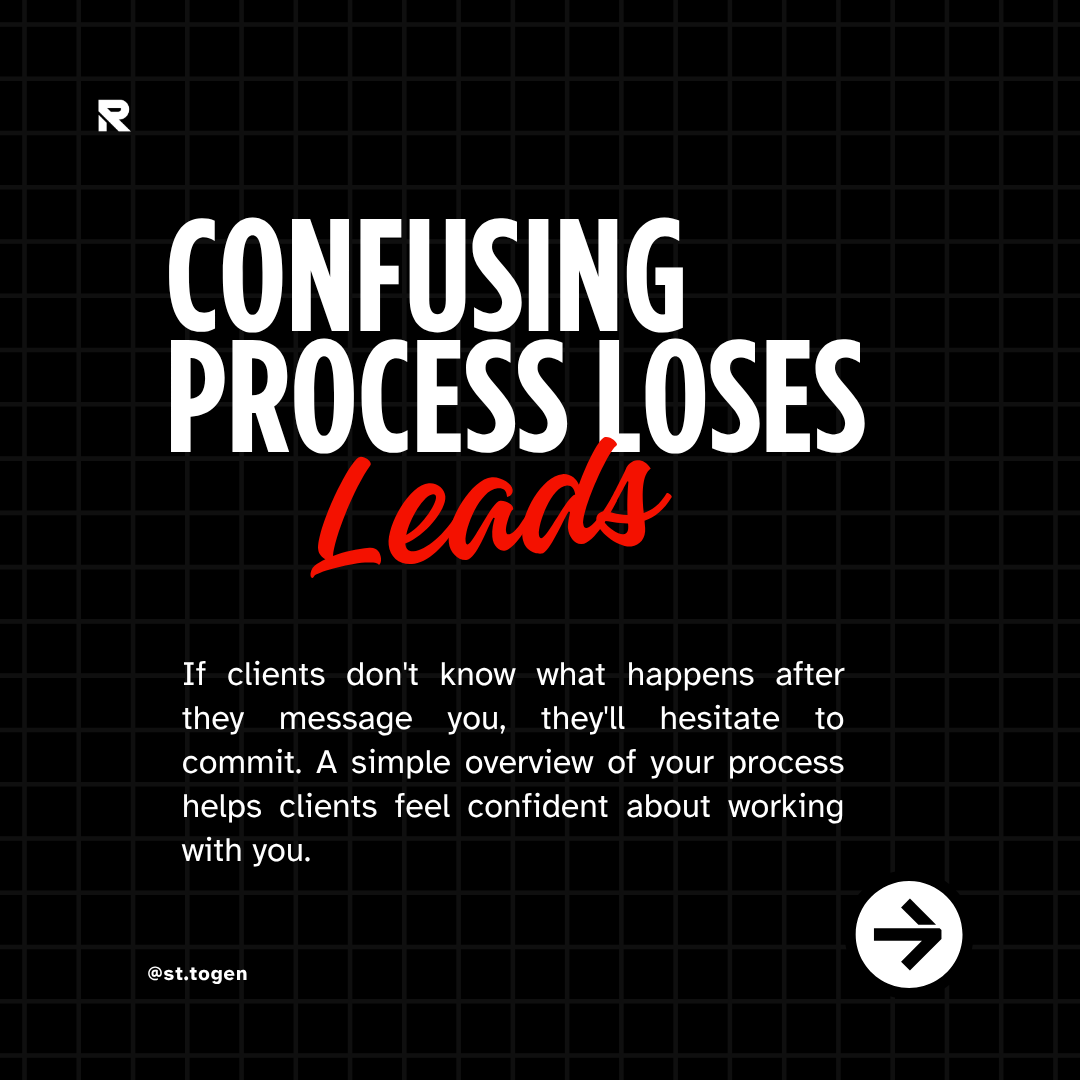 R
CONFUSING
PROCESS LOSES
Leads
If clients don't know what happens after
they message you, they'll hesitate to
commit. A simple overview of your process
helps clients feel confident about working
with you.
@st.togen